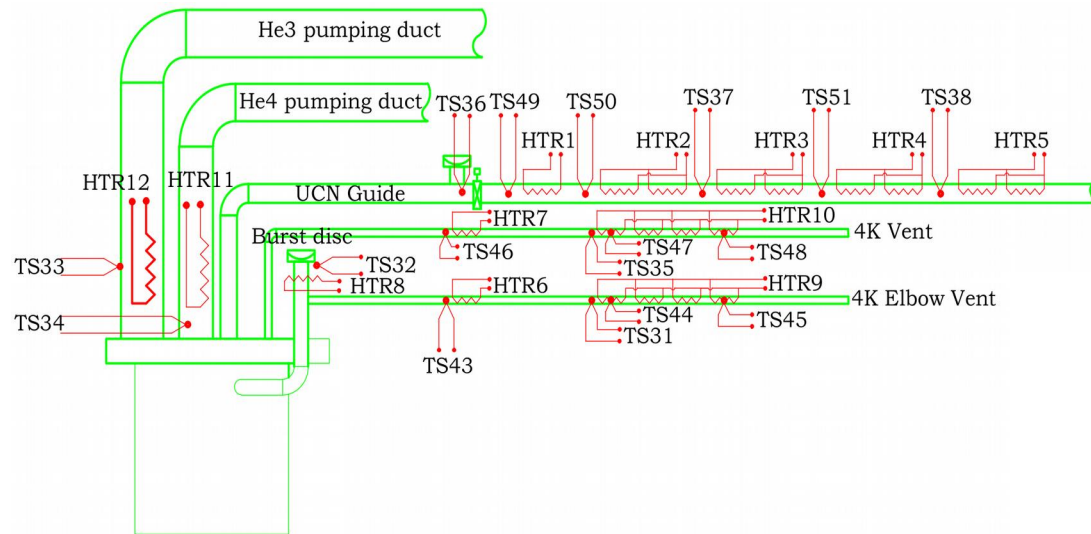 He3 pumping duct
He4 pumping duct
TS36 TS49 TS50 TS37 TS51 TS38
HTR1 HTR2 HTR3 HTR4 HTR5
HTR12 HTR11
UCN Guide
HTR7 HTR10
Burst disc
4K Vent
TS46 TS47 TS48
TS33 TS32 TS35
HTR8 HTR6 HTR9
4K Elbow Vent
TS34 TS44 TS45
TS31
TS43